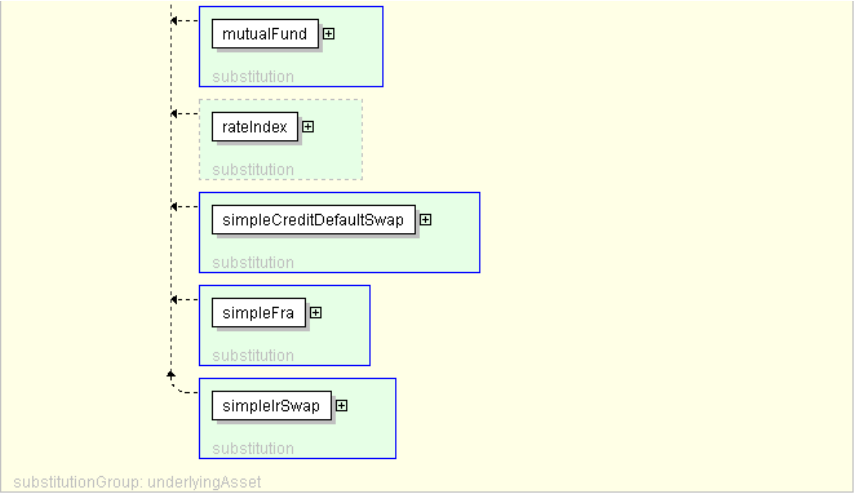 mutualFund
substitution
rateIndex
substitution
simpleCreditDefaultSwap
substitution
simpleFra
substitution
simpleIrSwap
substitution
substitutionGroup: underlyingAsset